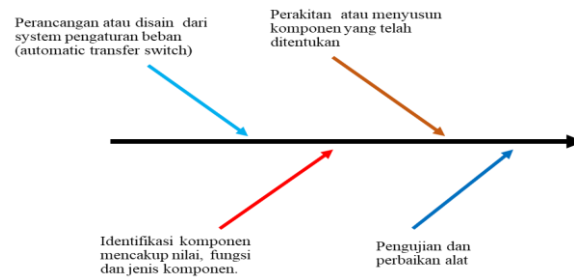 Perancangan atau disain dari
system pengaturan beban
(automatic transfer switch)
Perakitan atau menyusun
komponen yang telah
ditentukan
Identifikasi komponen
mencakup nilai, fungsi
dan jenis komponen.
Pengujian dan
perbaikan alat